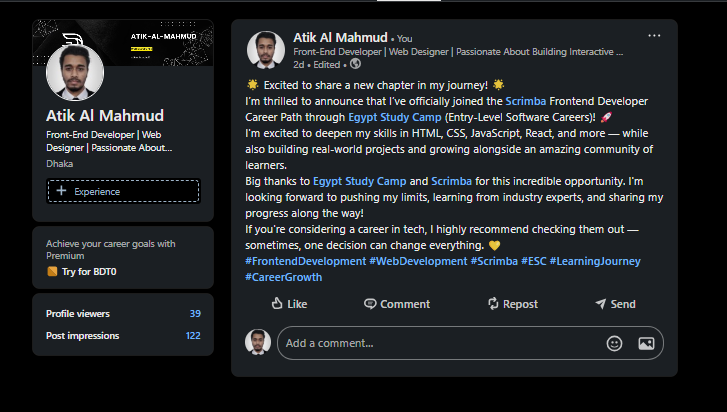 ATIK-AL-MAHMUD
Atik Al Mahmud
Front-End Developer | Web
Designer | Passionate About...
Dhaka
+ Experience
Achieve your career goals with
Premium
Try for BDT0
Profile viewers 39
Post impressions 122
Atik Al Mahmud • You
Front-End Developer | Web Designer | Passionate About Building Interactive ...
2d • Edited •
🌟 Excited to share a new chapter in my journey! 🌟
I'm thrilled to announce that I've officially joined the Scrimba Frontend Developer
Career Path through Egypt Study Camp (Entry-Level Software Careers)! 🚀
I'm excited to deepen my skills in HTML, CSS, JavaScript, React, and more — while
also building real-world projects and growing alongside an amazing community of
learners.
Big thanks to Egypt Study Camp and Scrimba for this incredible opportunity. I'm
looking forward to pushing my limits, learning from industry experts, and sharing my
progress along the way!
If you're considering a career in tech, I highly recommend checking them out —
sometimes, one decision can change everything. 💛
#FrontendDevelopment #WebDevelopment #Scrimba #ESC #LearningJourney
#CareerGrowth
Like Comment Repost Send
Add a comment...